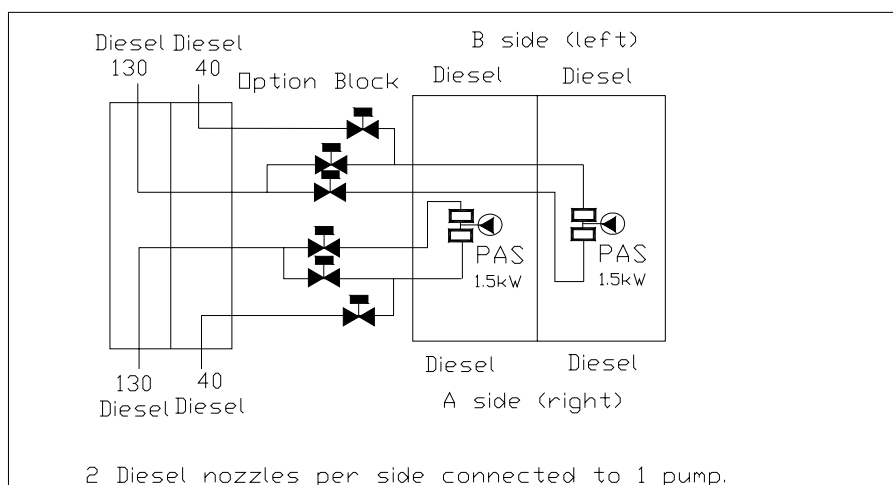 Diesel
130
Diesel
40
Option Block
B side (left)
Diesel
Diesel
PAS
1.5kW
PAS
1.5kW
130
Diesel
40
Diesel
Diesel
Diesel
A side (right)
2 Diesel nozzles per side connected to 1 pump.